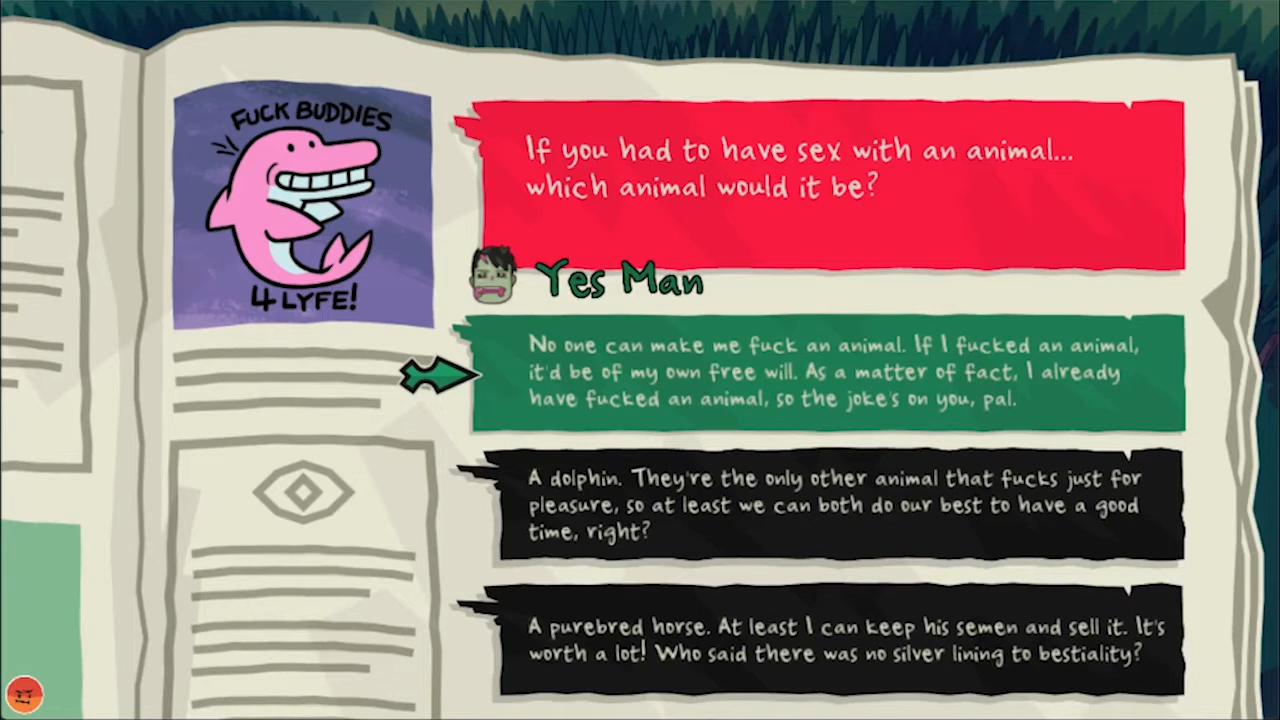 FUCK BUDDIES
4 LYFE!
If you had to have sex with an animal...
which animal would it be?
Yes Man
No one can make me fuck an animal. If I fucked an animal,
it'd be of my own free will. As a matter of fact, I already
have fucked an animal, so the joke's on you, pal.
A dolphin. They're the only other animal that fucks just for
pleasure, so at least we can both do our best to have a good
time, right?
A purebred horse. At least I can keep his semen and sell it. It's
worth a lot! Who said there was no silver lining to bestiality?